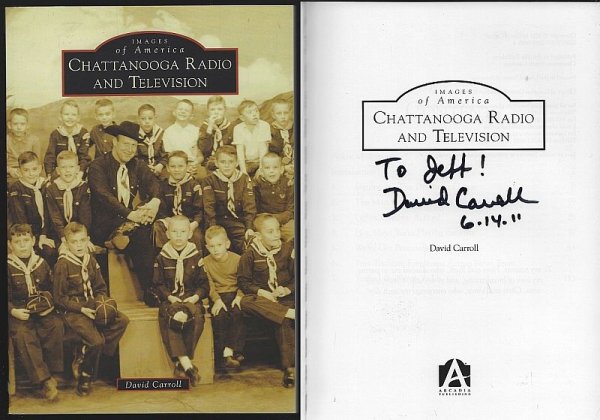 IMAGES
of America
CHATTANOOGA RADIO
AND TELEVISION
David Carroll
IMAGES
of America
CHATTANOOGA RADIO
AND TELEVISION
To Jeff!
David Carroll
6.14.11
David Carroll
A
ARCADIA
PUBLISHING